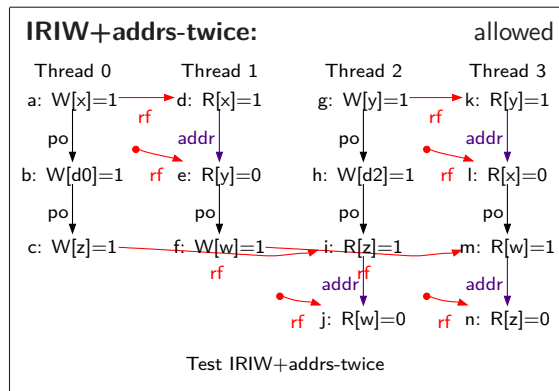 IRIW+addrs-twice: allowed
Thread 0 Thread 1 Thread 2 Thread 3
a: W[x]=1 d: R[x]=1 g: W[y]=1 k: R[y]=1
rf rf
po addr po addr
b: W[d0]=1 rf e: R[y]=0 h: W[d2]=1 rf l: R[x]=0
po po po po
c: W[z]=1 f: W[w]=1 i: R[z]=1 m: R[w]=1
rf rf
addr addr
rf j: R[w]=0 rf n: R[z]=0
Test IRIW+addrs-twice